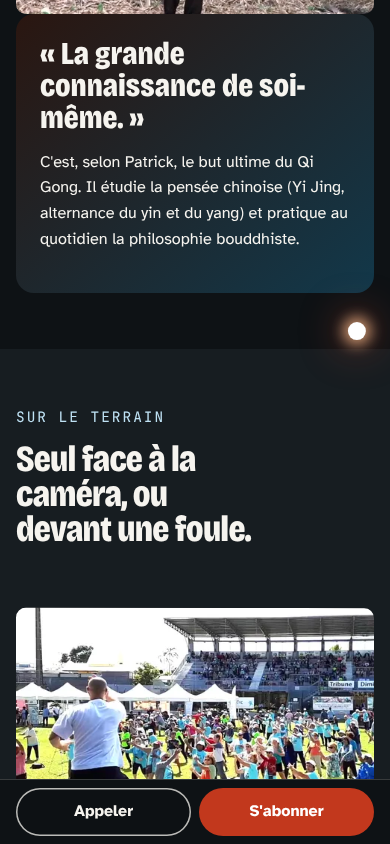 « La grande
connaissance de soi-
même. »
C'est, selon Patrick, le but ultime du Qi
Gong. Il étudie la pensée chinoise (Yi Jing,
alternance du yin et du yang) et pratique au
quotidien la philosophie bouddhiste.
SUR LE TERRAIN
Seul face à la
caméra, ou
devant une foule.
Tribune
Appeler
S'abonner